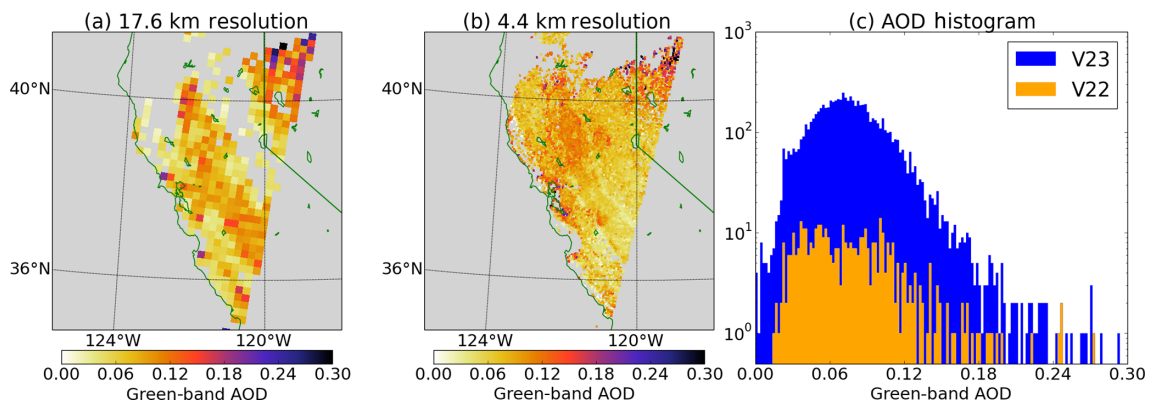 (a) 17.6 km resolution
40°N
36°N
124°W
120°W
0.00 0.06 0.12 0.18 0.24 0.30
Green-band AOD
(b) 4.4 km resolution
40°N
36°N
124°W
120°W
0.00 0.06 0.12 0.18 0.24 0.30
Green-band AOD
(c) AOD histogram
10³
10²
10¹
10⁰
V23
V22
0.00 0.06 0.12 0.18 0.24 0.30
Green-band AOD